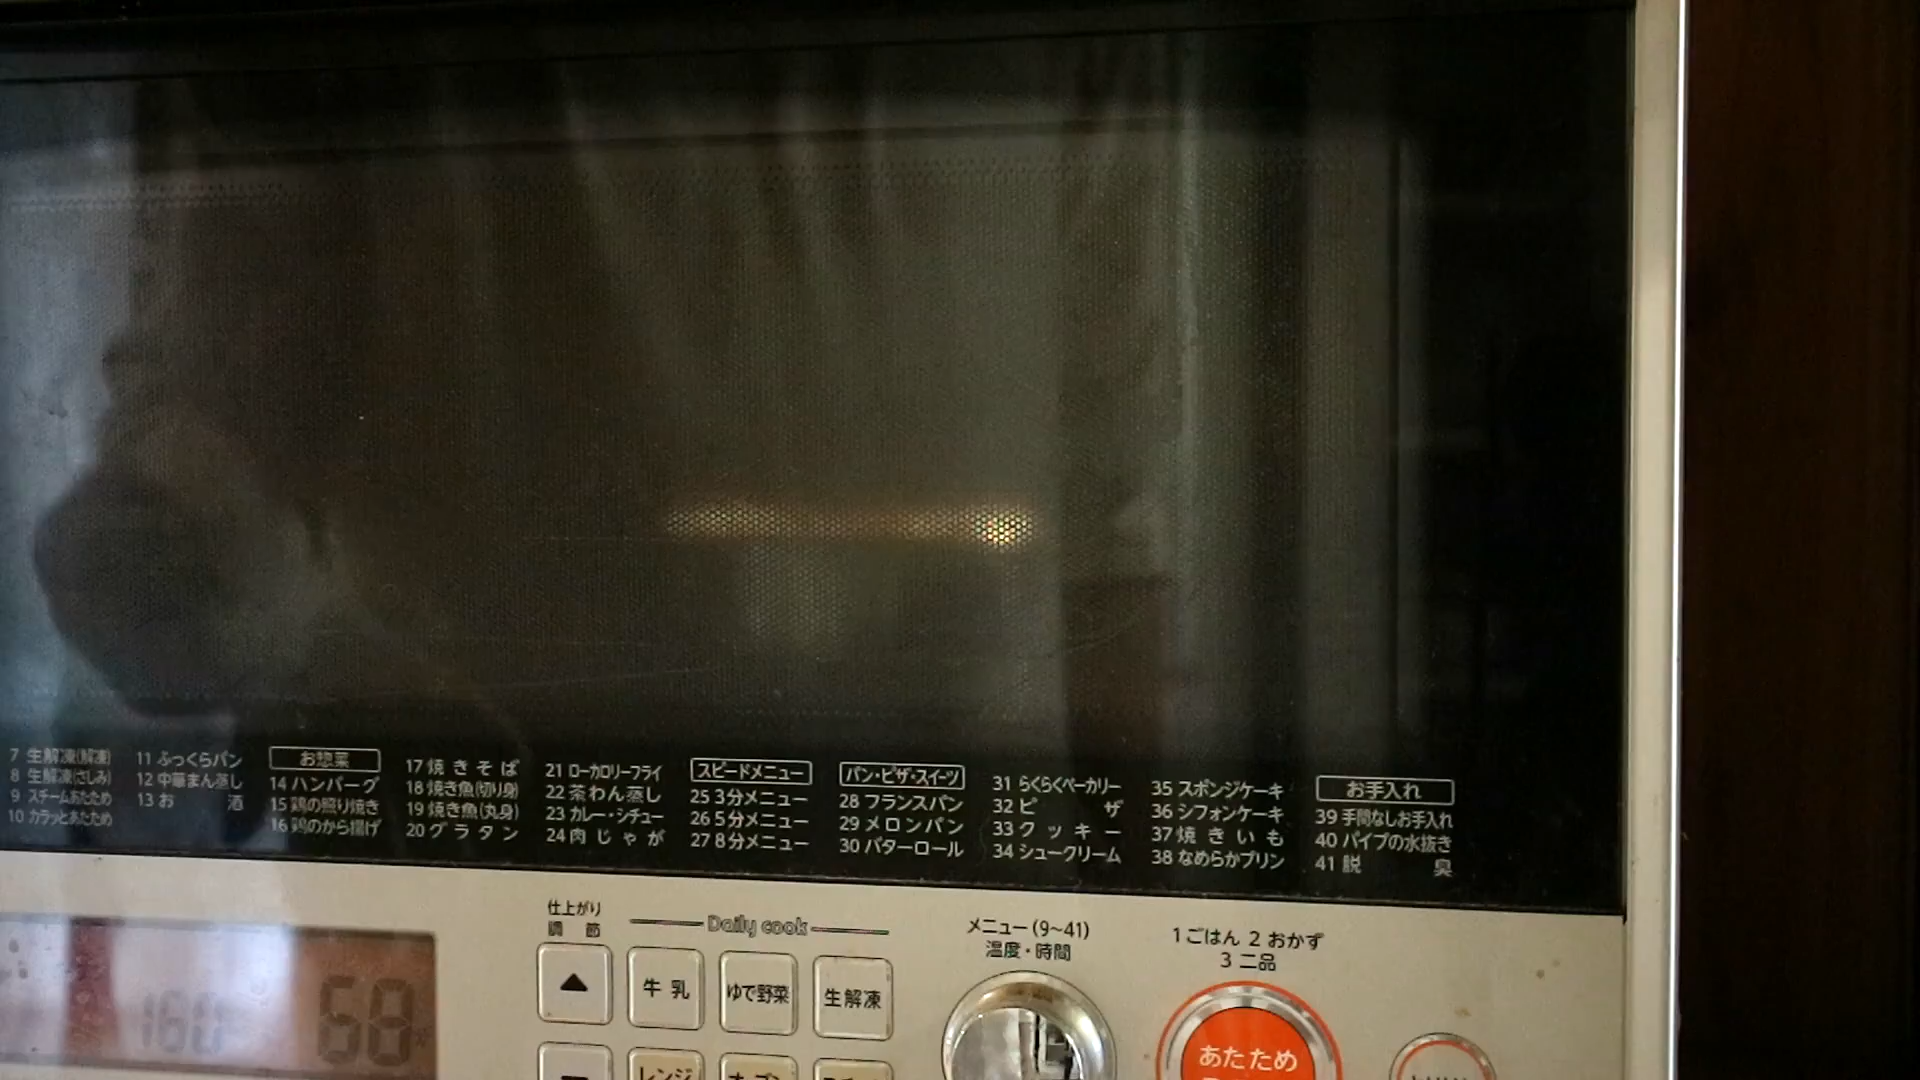 7 生解凍(解凍)
8 生解凍(さしみ)
9 スチームあたため
10 カラッとあたため
11 ふっくらパン
12 中華まん蒸し
13 お酒
お惣菜
14 ハンバーグ
15 鶏の照り焼き
16 鶏のから揚げ
17 焼きそば
18 焼き魚(切り身)
19 焼き魚(丸身)
20 グラタン
21 ローカロリーフライ
22 茶わん蒸し
23 カレー・シチュー
24 肉じゃが
スピードメニュー
25 3分メニュー
26 5分メニュー
27 8分メニュー
パン・ピザ・スイーツ
28 フランスパン
29 メロンパン
30 バターロール
31 らくらくベーカリー
32 ピザ
33 クッキー
34 シュークリーム
35 スポンジケーキ
36 シフォンケーキ
37 焼きいも
38 なめらかプリン
お手入れ
39 手間なしお手入れ
40 パイプの水抜き
41 脱臭
仕上がり
調節
Daily cook
▲
牛乳
ゆで野菜
生解凍
メニュー(9~41)
温度・時間
1 ごはん 2 おかず
3 二品
160
68
あたため
レンジ
オーブン